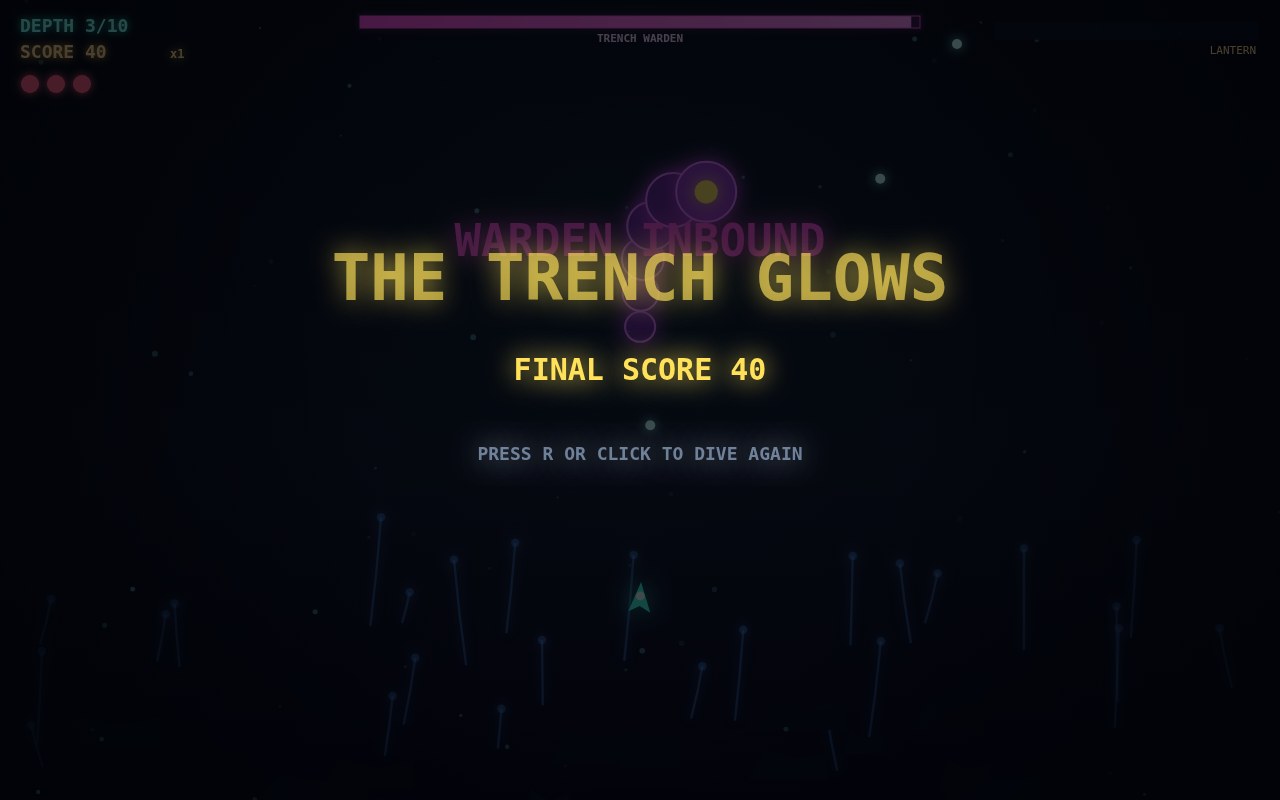 DEPTH 3/10
SCORE 40 x1
TRENCH WARDEN
LANTERN
WARDEN INBOUND
THE TRENCH GLOWS
FINAL SCORE 40
PRESS R OR CLICK TO DIVE AGAIN